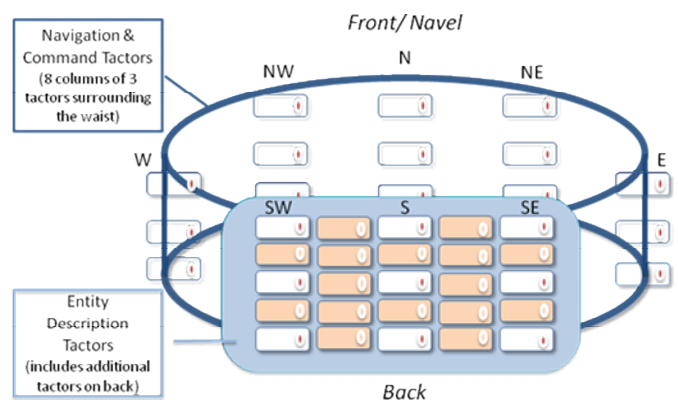 Front/ Navel
Navigation &
Command Tactors
(8 columns of 3
tactors surrounding
the waist)
NW
N
NE
W
E
SW
S
SE
Entity
Description
Tactors
(includes additional
tactors on back)
Back